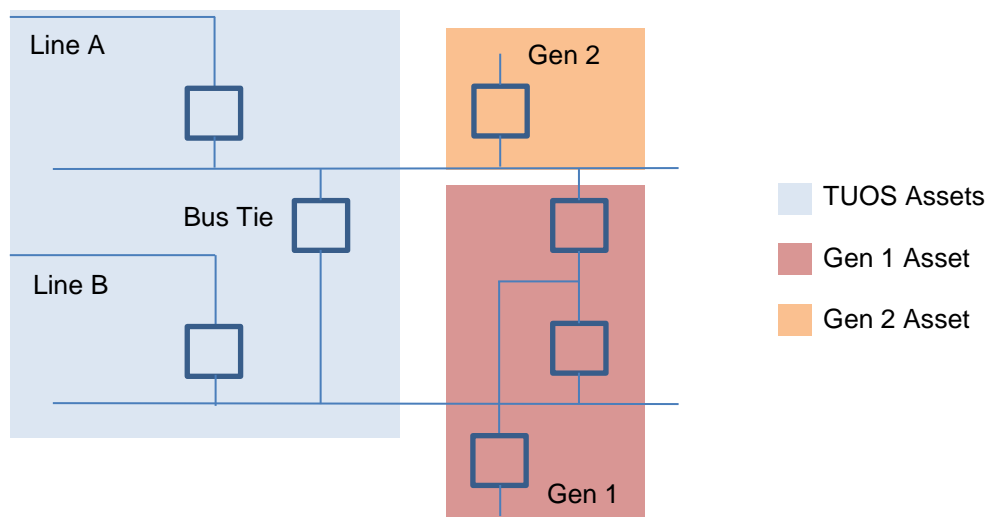 Line A
Gen 2
Bus Tie
TUOS Assets
Gen 1 Asset
Line B
Gen 2 Asset
Gen 1